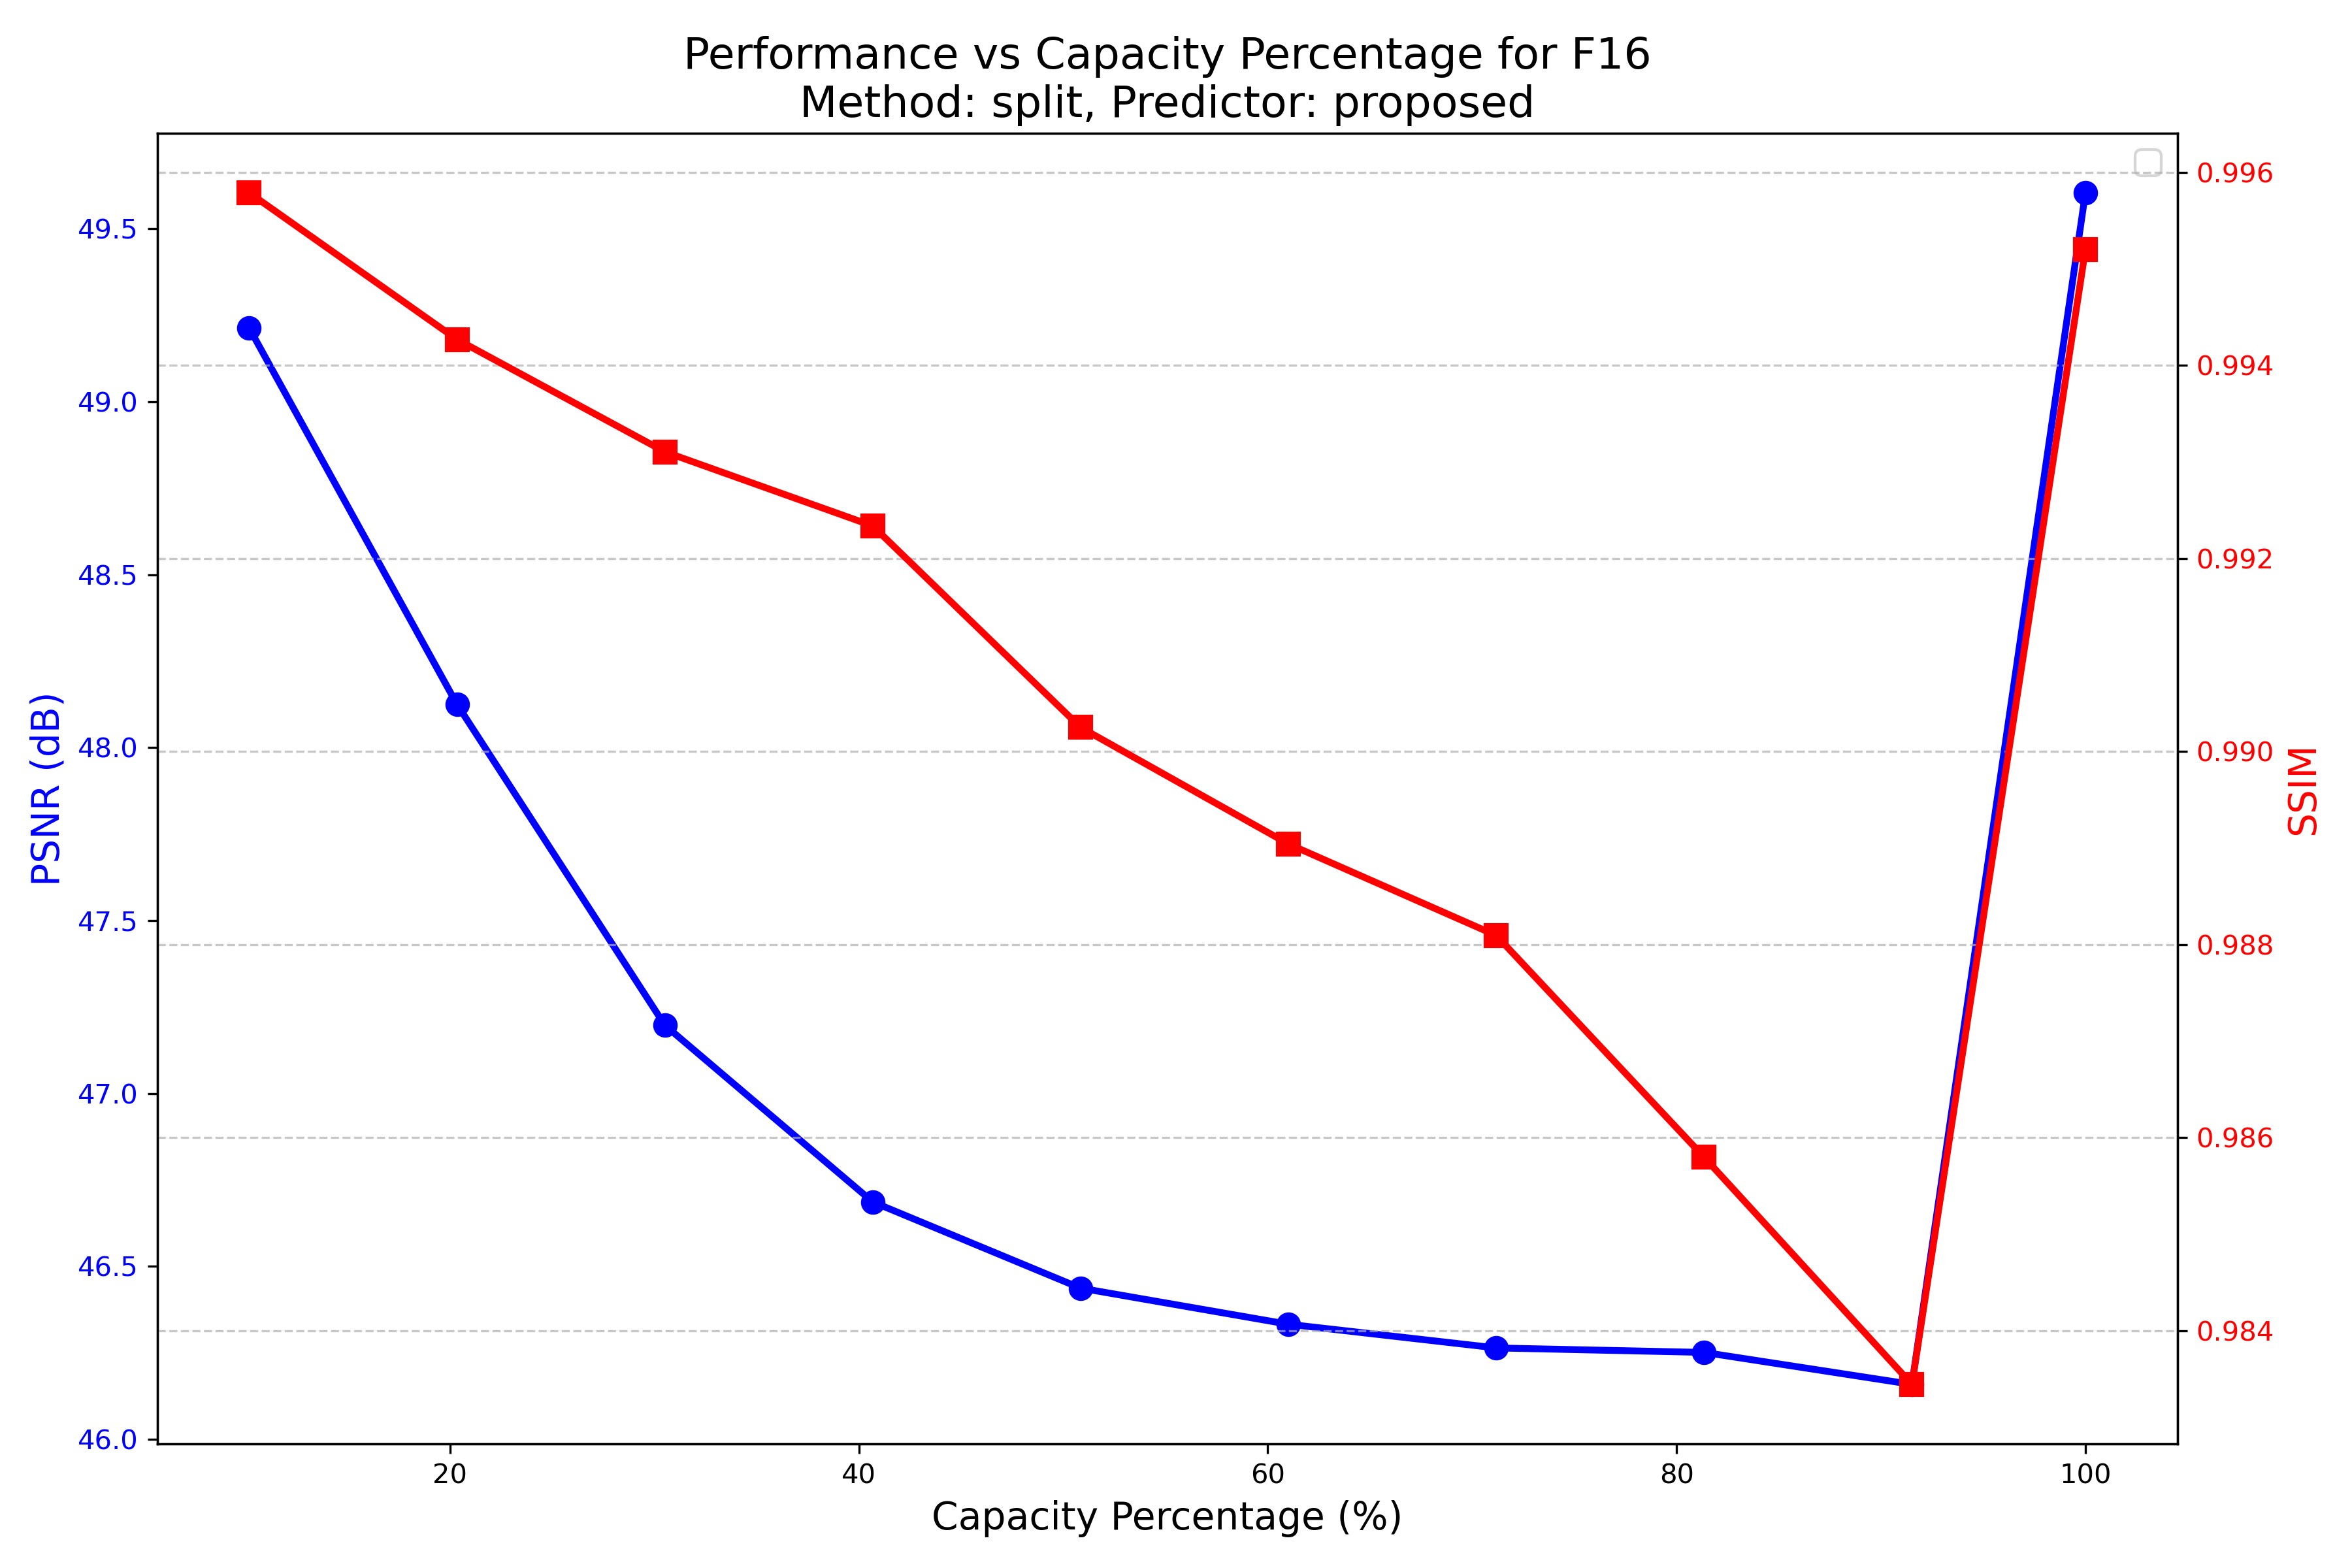 Performance vs Capacity Percentage for F16
Method: split, Predictor: proposed
49.5
49.0
48.5
48.0
47.5
47.0
46.5
46.0
PSNR (dB)
0.996
0.994
0.992
0.990
0.988
0.986
0.984
SSIM
20 40 60 80 100
Capacity Percentage (%)